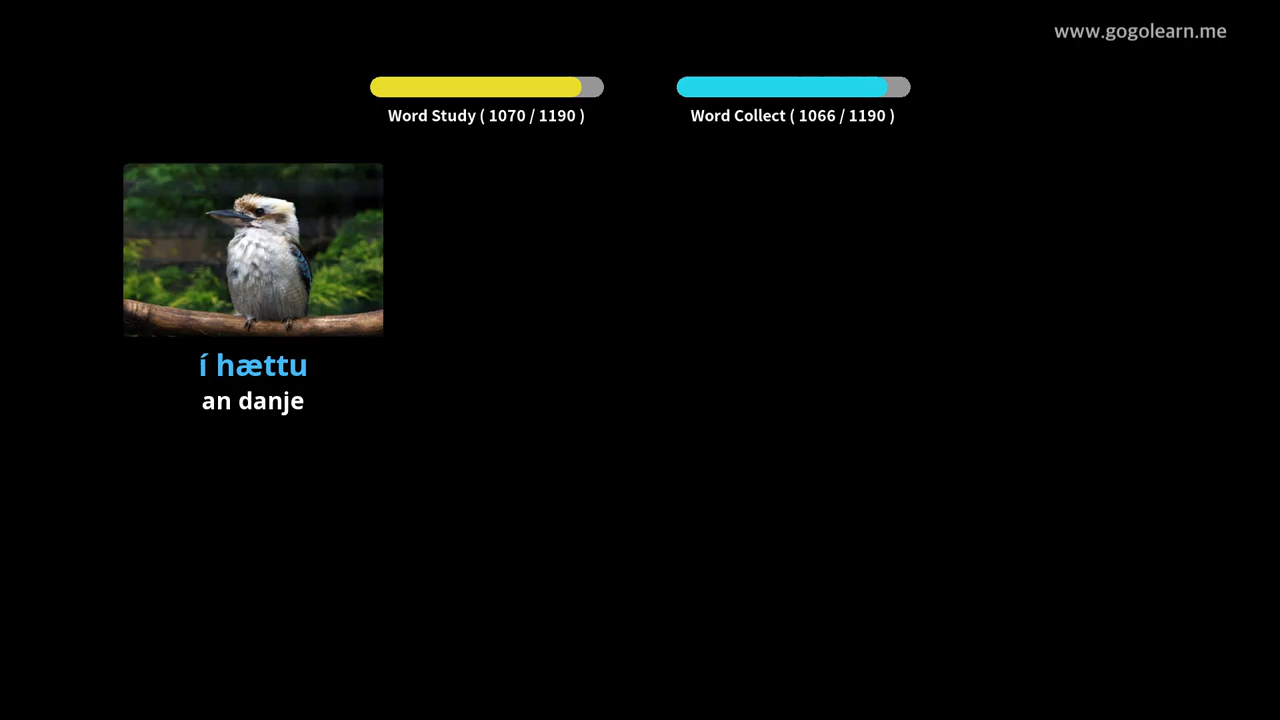 www.gogolearn.me
Word Study ( 1070 / 1190 )
Word Collect ( 1066 / 1190 )
í hættu
an danje